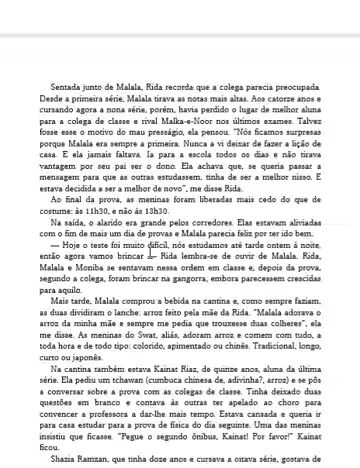 Sentada junto de Malala, Rida recorda que a colega parecia preocupada.
Desde a primeira série, Malala tirava as notas mais altas. Aos catorze anos e
cursando agora a nona série, porém, havia perdido o lugar de melhor aluna
para a colega de classe e rival Malka-e-Noor nos últimos exames. Talvez
fosse esse o motivo do mau presságio, ela pensou. "Nós ficamos surpresas
porque Malala era sempre a primeira. Nunca a vi deixar de fazer a lição de
casa. E ela jamais faltava. Ia para a escola todos os dias e não tirava
vantagem por seu pai ser o dono. Ela achava que, se queria passar a
mensagem para que as outras estudassem, tinha de ser a melhor nisso. E
estava decidida a ser a melhor de novo", me disse Rida.
Ao final da prova, as meninas foram liberadas mais cedo do que de
costume: às 11h30, e não às 13h30.
Na saída, o alarido era grande pelos corredores. Elas estavam aliviadas
com o fim de mais um dia de provas e Malala parecia feliz por ter ido bem.
— Hoje o teste foi muito difícil, nós estudamos até tarde ontem à noite,
então agora vamos brincar — Rida lembra-se de ouvir de Malala. Rida,
Malala e Moniba se sentavam nessa ordem em classe e, depois da prova,
segundo a colega, foram brincar na gangorra, embora parecessem crescidas
para aquilo.
Mais tarde, Malala comprou a bebida na cantina e, como sempre faziam,
as duas dividiram o lanche: arroz feito pela mãe da Rida. "Malala adorava o
arroz da minha mãe e sempre me pedia que trouxesse duas colheres", ela
me disse. As meninas do Swat, aliás, adoram arroz e comem com tudo, a
toda hora e de todo tipo: colorido, apimentado ou chinês. Tradicional, longo,
curto ou japonês.
Na cantina também estava Kainat Riaz, de quinze anos, aluna da última
série. Ela pediu um tchawan (cumbuca chinesa de, adivinha?, arroz) e se pôs
a conversar sobre a prova com as colegas de classe. Tinha deixado duas
questões em branco e contava às outras ter apelado ao choro para
convencer a professora a dar-lhe mais tempo. Estava cansada e queria ir
para casa estudar para a prova de física do dia seguinte. Uma das meninas
insistiu que ficasse. "Pegue o segundo ônibus, Kainat! Por favor!" Kainat
ficou.
Shazia Ramzan, que tinha doze anos e cursava a oitava série, gostava de